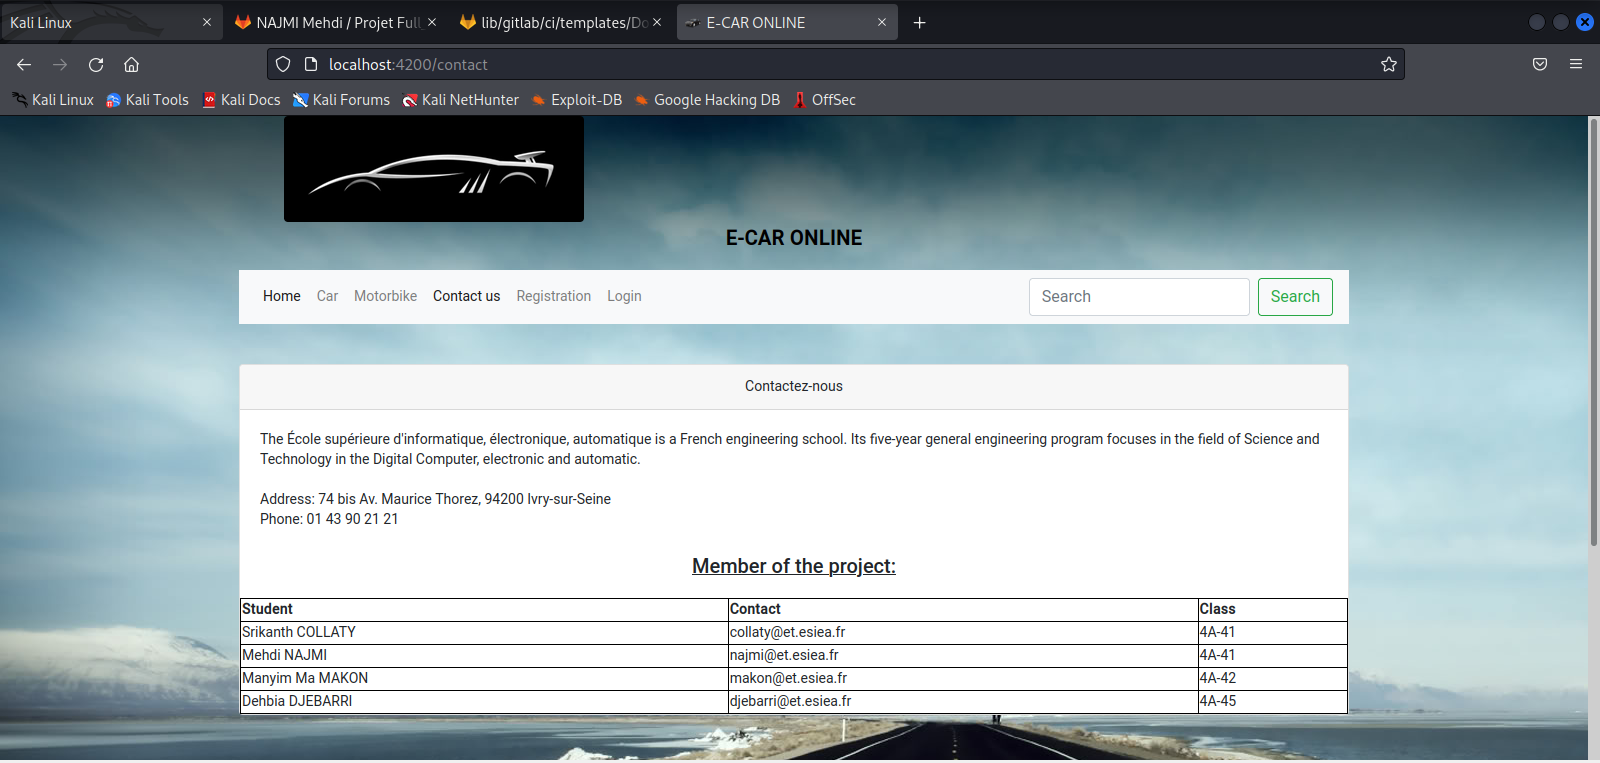 Kali Linux
NAJMI Mehdi / Projet Full
lib/gitlab/ci/templates/Do
E-CAR ONLINE
localhost:4200/contact
Kali Linux
Kali Tools
Kali Docs
Kali Forums
Kali NetHunter
Exploit-DB
Google Hacking DB
OffSec
E-CAR ONLINE
Home Car Motorbike Contact us Registration Login Search Search
Contactez-nous
The École supérieure d'informatique, électronique, automatique is a French engineering school. Its five-year general engineering program focuses in the field of Science and
Technology in the Digital Computer, electronic and automatic.
Address: 74 bis Av. Maurice Thorez, 94200 Ivry-sur-Seine
Phone: 01 43 90 21 21
Member of the project:
Student Contact Class
Srikanth COLLATY collaty@et.esiea.fr 4A-41
Mehdi NAJMI najmi@et.esiea.fr 4A-41
Manyim Ma MAKON makon@et.esiea.fr 4A-42
Dehbia DJEBARRI djebarri@et.esiea.fr 4A-45